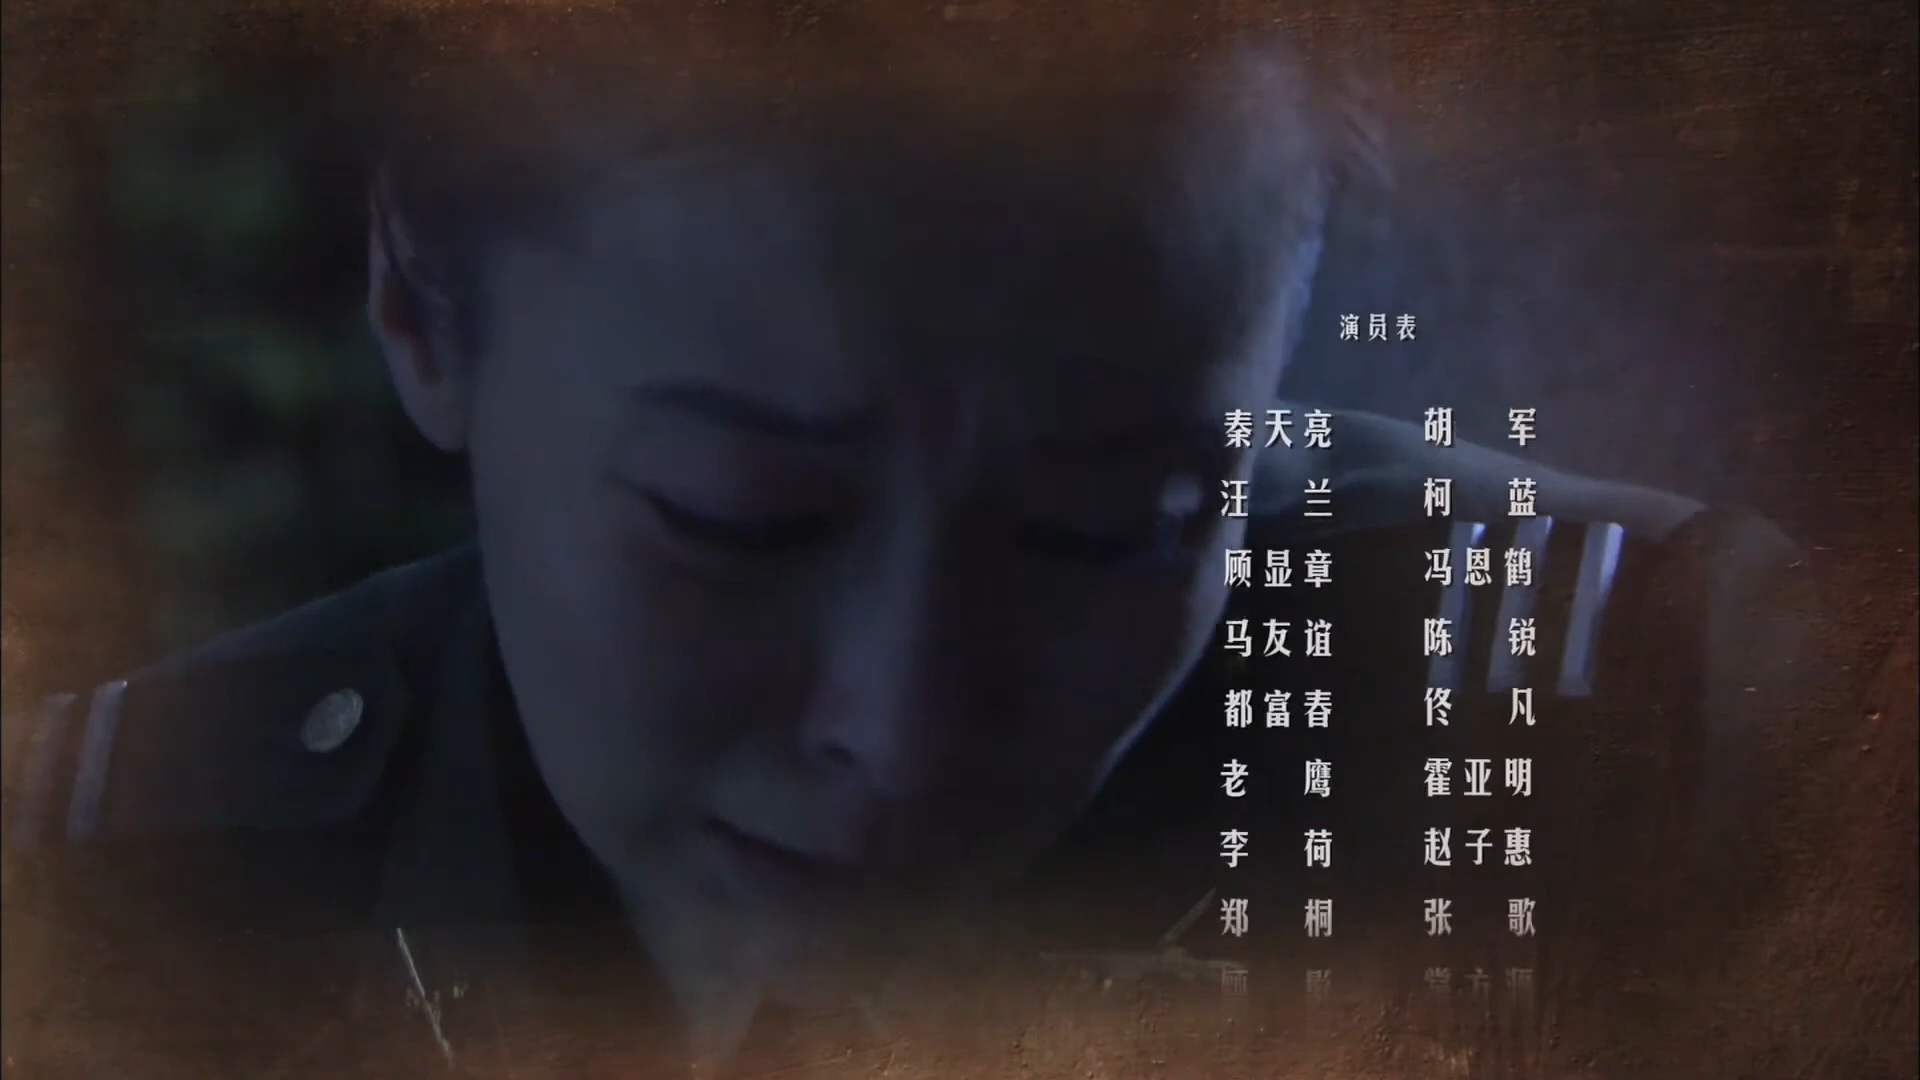 演员表
秦天亮 胡军
汪兰 柯蓝
顾显章 冯恩鹤
马友谊 陈锐
都富春 佟凡
老鹰 霍亚明
李荷 赵子惠
郑桐 张歌